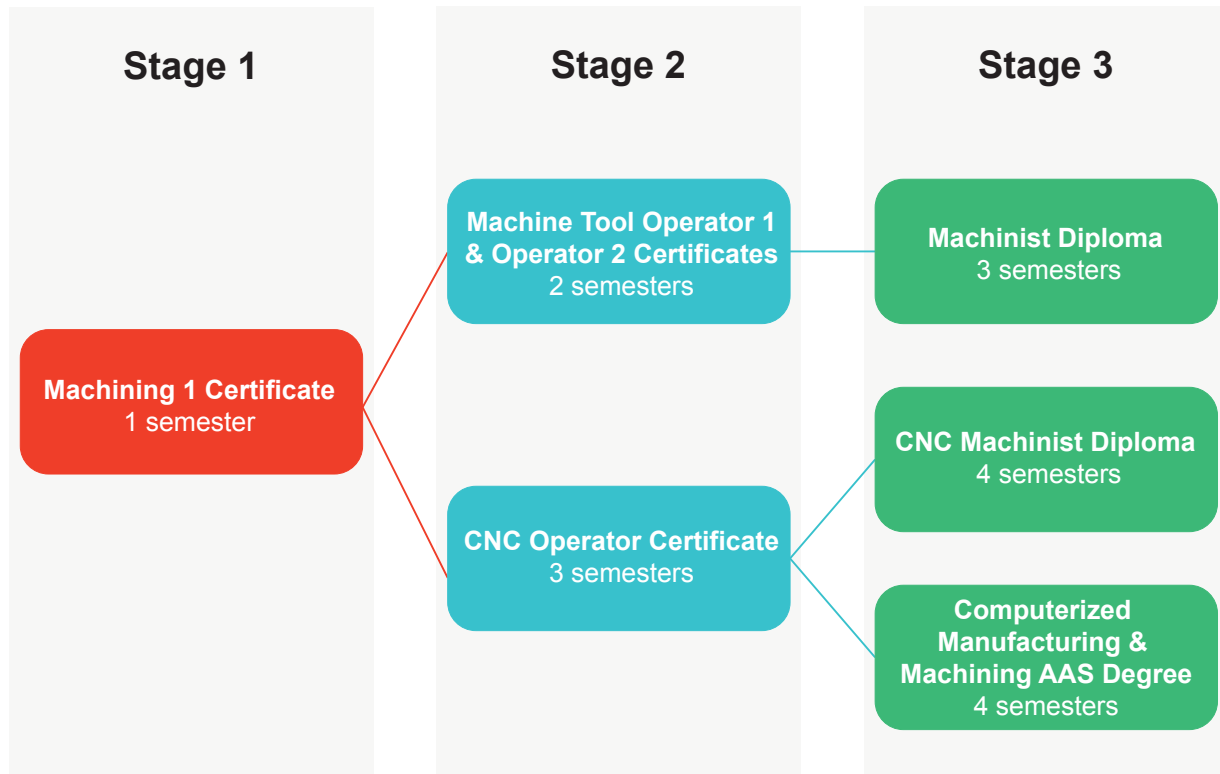 Stage 1
Machining 1 Certificate
1 semester
Stage 2
Machine Tool Operator 1
& Operator 2 Certificates
2 semesters
CNC Operator Certificate
3 semesters
Stage 3
Machinist Diploma
3 semesters
CNC Machinist Diploma
4 semesters
Computerized
Manufacturing &
Machining AAS Degree
4 semesters